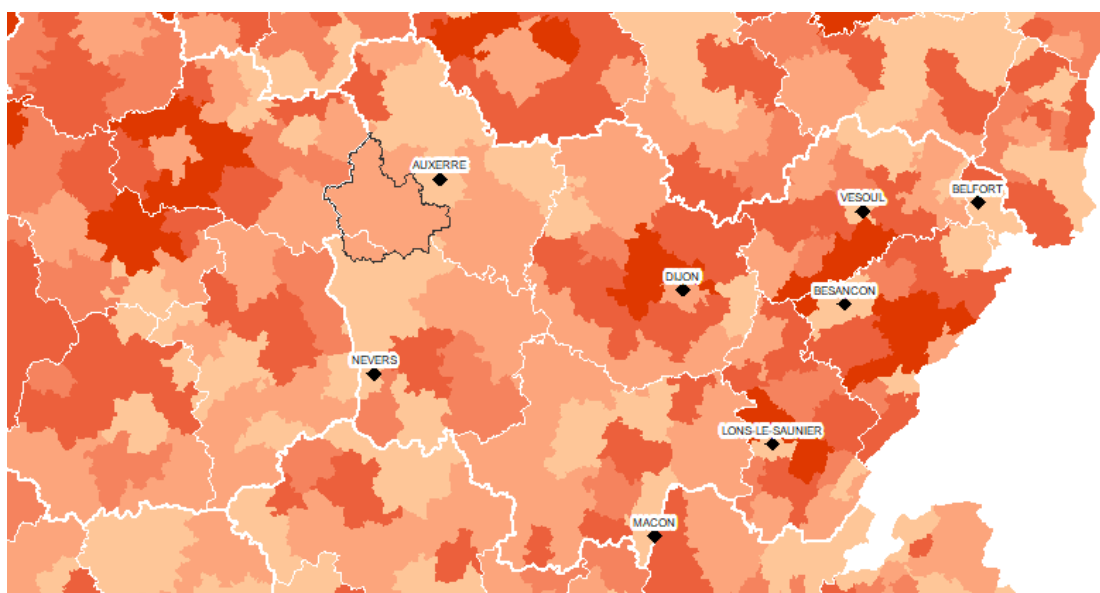 AUXERRE
BELFORT
VESOUL
DIJON
BESANCON
NEVERS
LONS-LE-SAUNIER
MACON